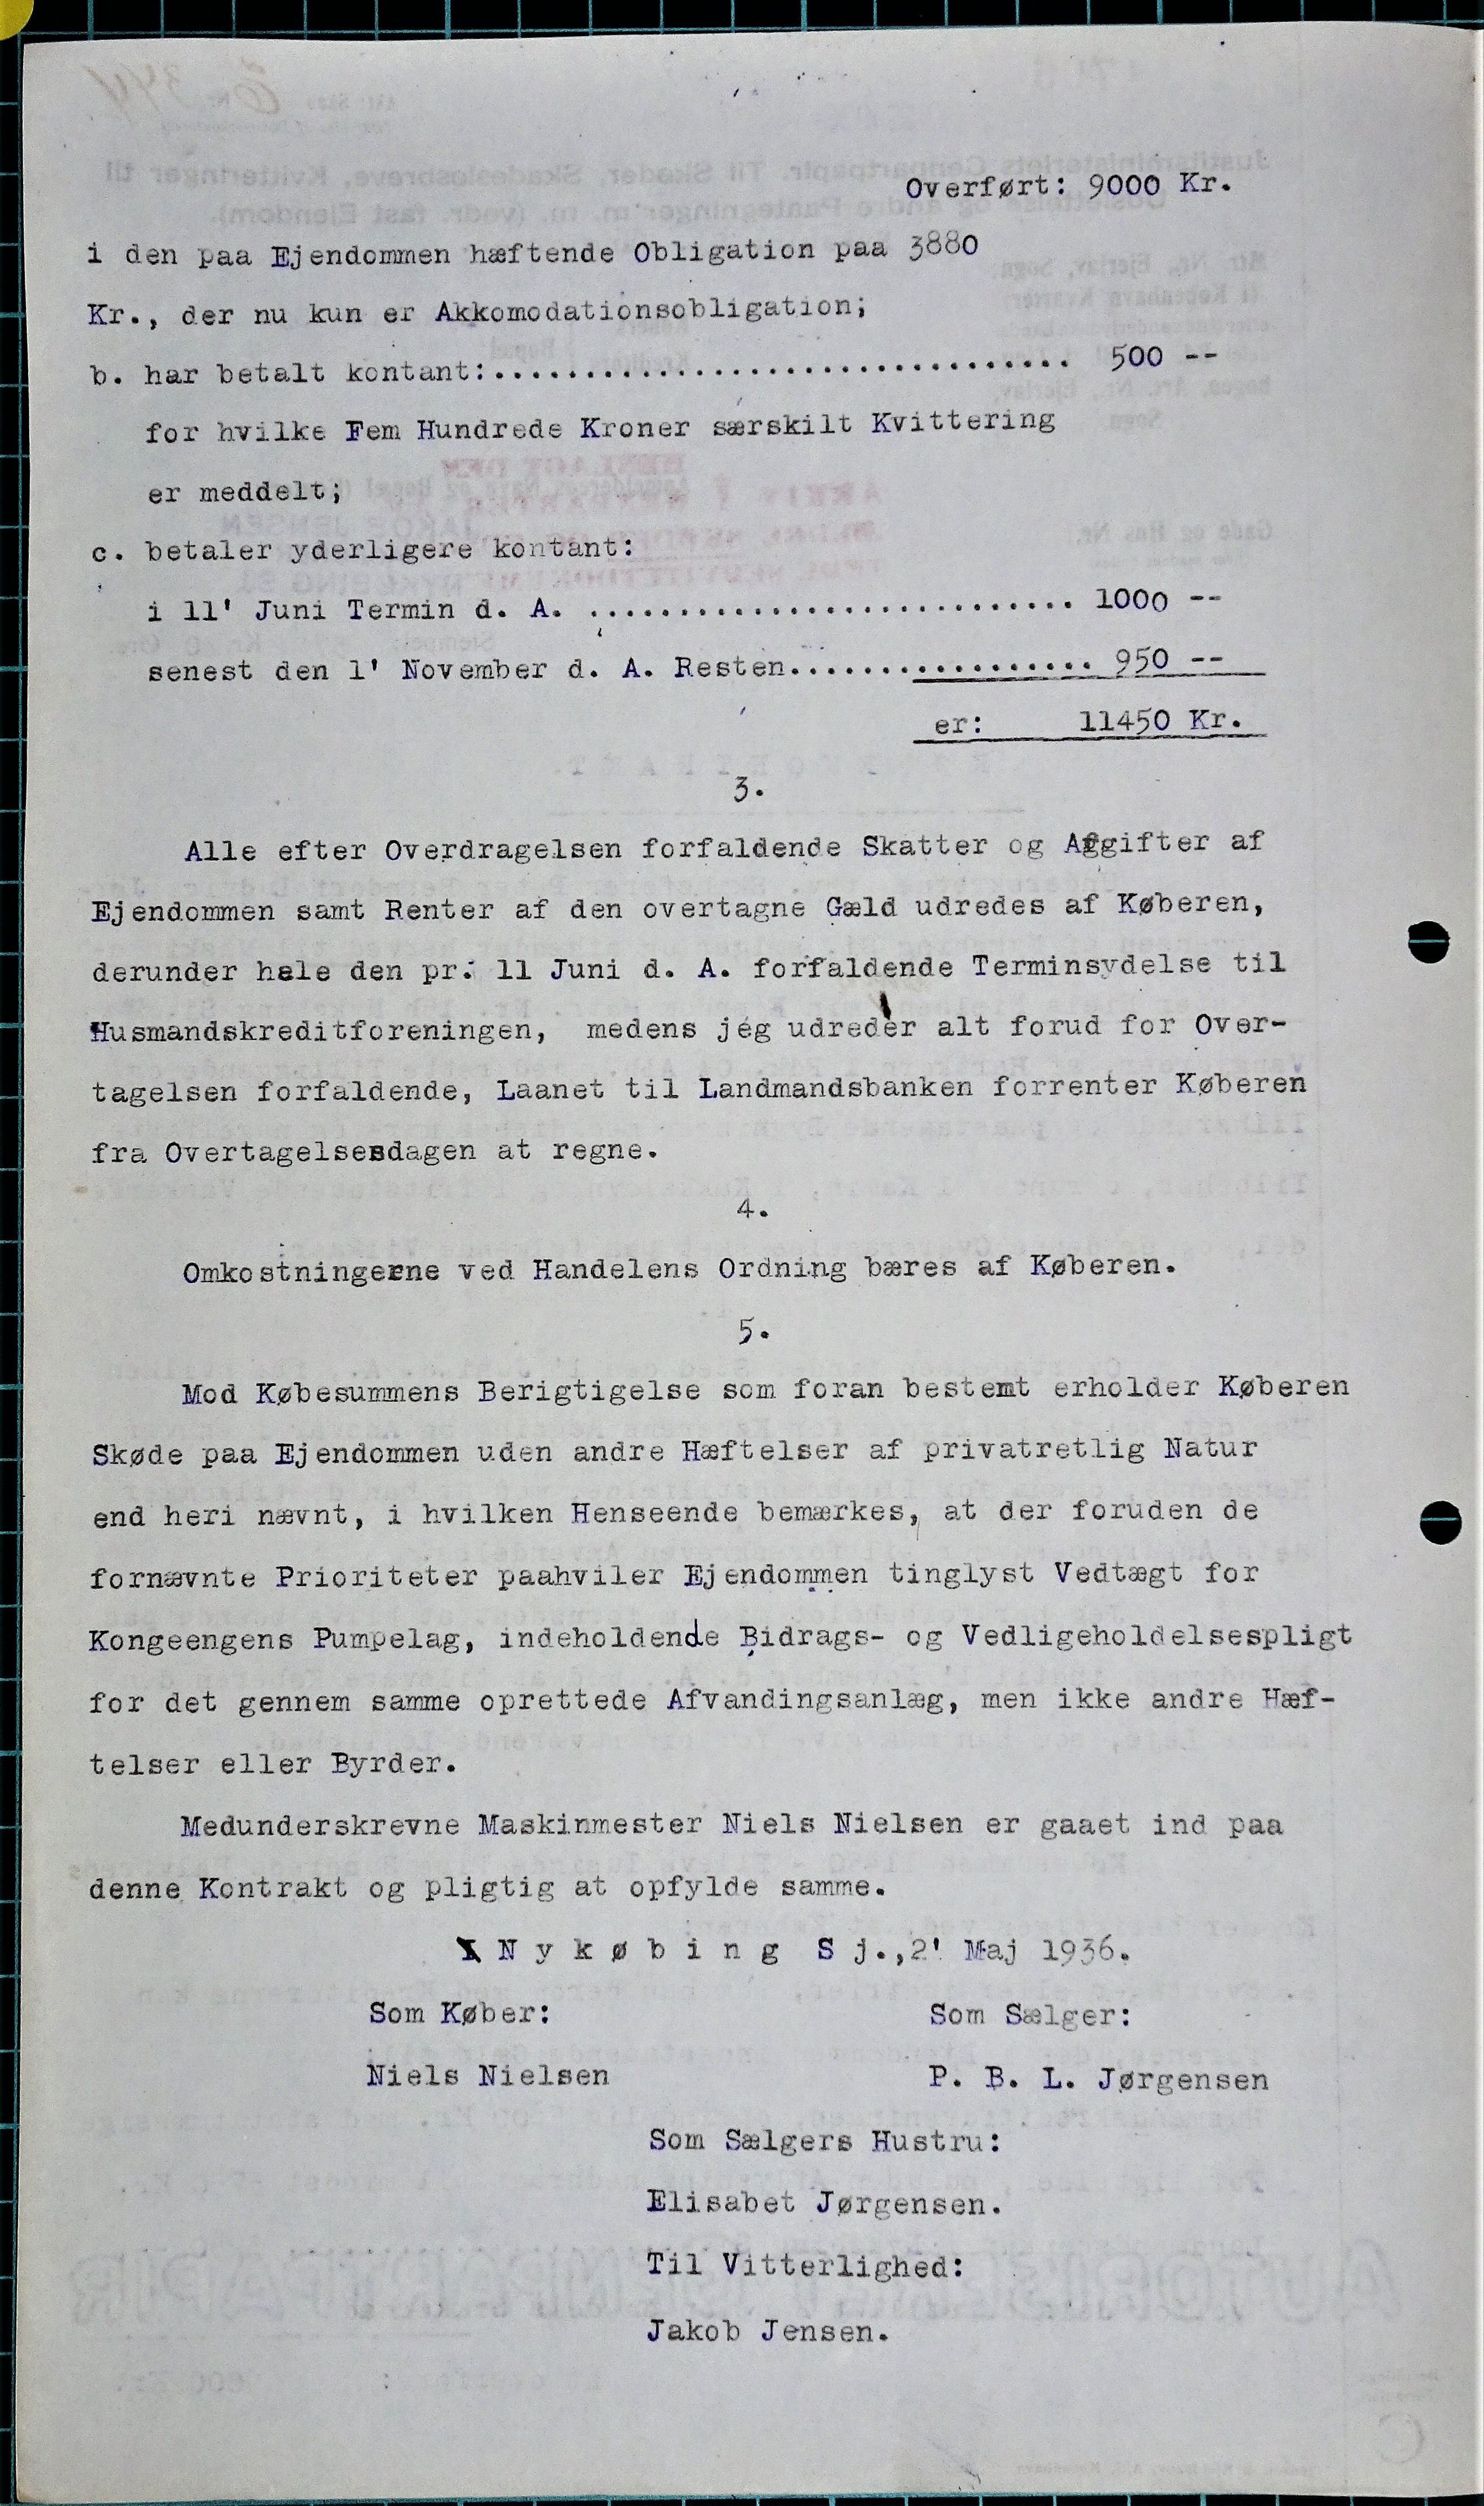 Overført: 9000 Kr.
i den paa Ejendommen hæftende Obligation paa 3880
Kr., der nu kun er Akkomodationsobligation;
b. har betalt kontant:................................ 500 --
for hvilke Fem Hundrede Kroner særskilt Kvittering
er meddelt;
c. betaler yderligere kontant:
i 11' Juni Termin d. A. ........................... 1000 --
senest den 1' November d. A. Resten................. 950 --
er: 11450 Kr.
3.
Alle efter Overdragelsen forfaldende Skatter og Afgifter af
Ejendommen samt Renter af den overtagne Gæld udredes af Køberen,
derunder hele den pr. 11 Juni d. A. forfaldende Terminsydelse til
Husmandskreditforeningen, medens jeg udreder alt forud for Over-
tagelsen forfaldende, Laanet til Landmandsbanken forrenter Køberen
fra Overtagelsesdagen at regne.
4.
Omkostningerne ved Handelens Ordning bæres af Køberen.
5.
Mod Købesummens Berigtigelse som foran bestemt erholder Køberen
Skøde paa Ejendommen uden andre Hæftelser af privatretlig Natur
end heri nævnt, i hvilken Henseende bemærkes, at der foruden de
fornævnte Prioriteter paahviler Ejendommen tinglyst Vedtægt for
Kongeengens Pumpelag, indeholdende Bidrags- og Vedligeholdelsespligt
for det gennem samme oprettede Afvandingsanlæg, men ikke andre Hæf-
telser eller Byrder.
Medunderskrevne Maskinmester Niels Nielsen er gaaet ind paa
denne Kontrakt og pligtig at opfylde samme.
N y k ø b i n g S j.,2' Maj 1936.
Som Køber: Som Sælger:
Niels Nielsen P. B. L. Jørgensen
Som Sælgers Hustru:
Elisabet Jørgensen.
Til Vitterlighed:
Jakob Jensen.